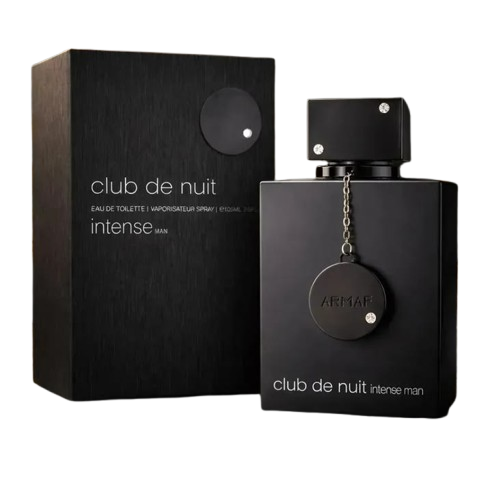 club de nuit
EAU DE TOILETTE | VAPORISATEUR SPRAY |
intense MAN
ARMAF
club de nuit intense man